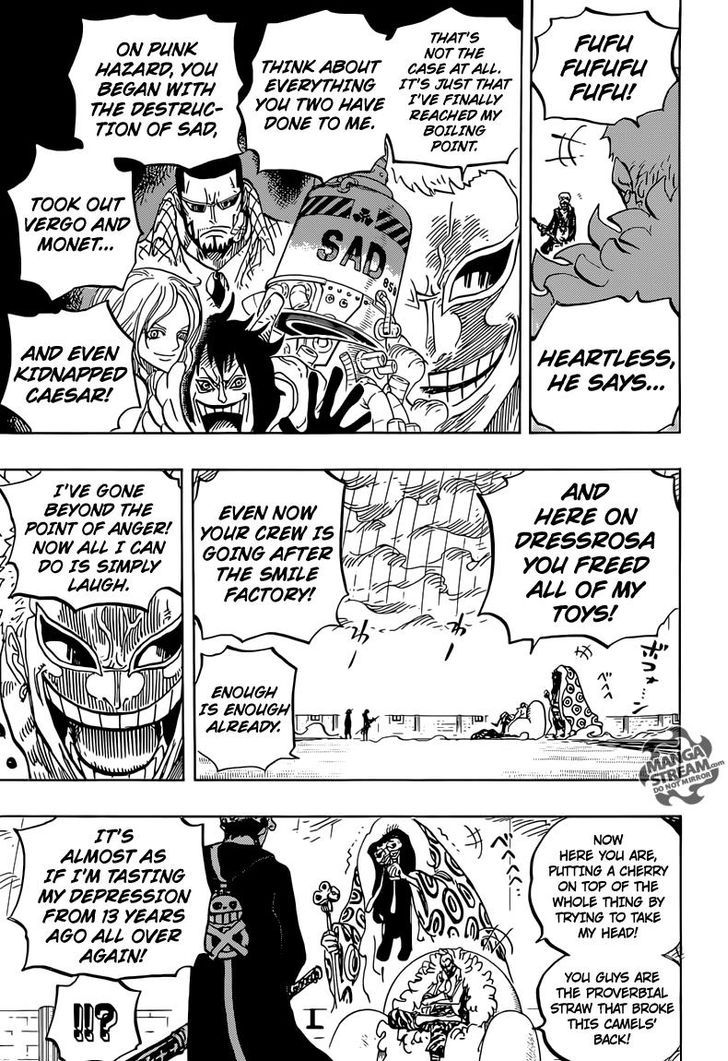 FUFU
FUFUFU
FUFU!
HEARTLESS,
HE SAYS...
THAT'S
NOT THE
CASE AT ALL.
IT'S JUST THAT
I'VE FINALLY
REACHED MY
BOILING
POINT.
THINK ABOUT
EVERYTHING
YOU TWO HAVE
DONE TO ME.
ON PUNK
HAZARD, YOU
BEGAN WITH
THE DESTRUC-
TION OF SAD,
SAD
TOOK OUT
VERGO AND
MONET...
AND EVEN
KIDNAPPED
CAESAR!
AND
HERE ON
DRESSROSA
YOU FREED
ALL OF MY
TOYS!
EVEN NOW
YOUR CREW IS
GOING AFTER
THE SMILE
FACTORY!
ENOUGH
IS ENOUGH
ALREADY.
MANGA
STREAM.com
DO NOT MIRROR
I'VE GONE
BEYOND THE
POINT OF ANGER!
NOW ALL I CAN
DO IS SIMPLY
LAUGH.
NOW
HERE YOU ARE,
PUTTING A CHERRY
ON TOP OF THE
WHOLE THING BY
TRYING TO TAKE
MY HEAD!
YOU GUYS ARE
THE PROVERBIAL
STRAW THAT BROKE
THIS CAMELS'
BACK!
IT'S
ALMOST AS
IF I'M TASTING
MY DEPRESSION
FROM 13 YEARS
AGO ALL OVER
AGAIN!
!!?